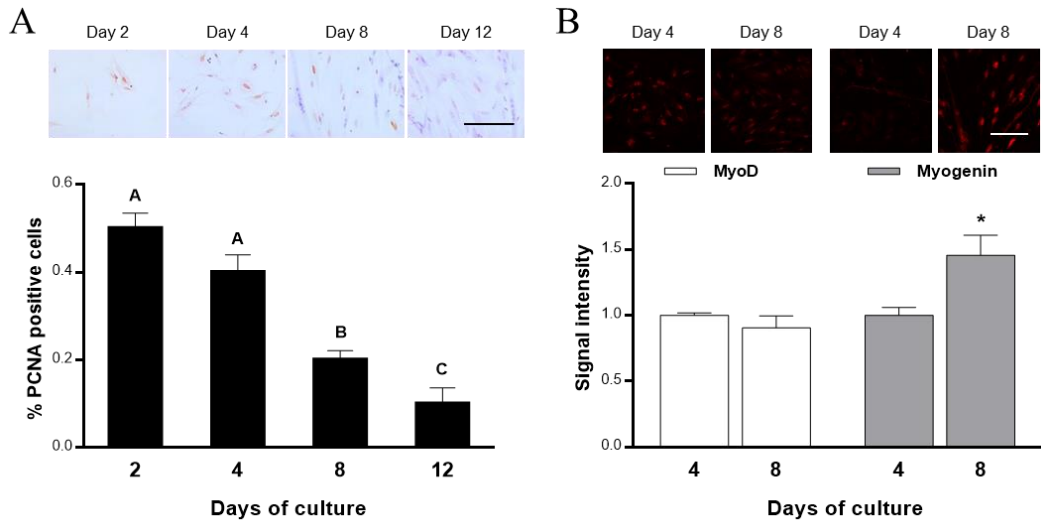 A
Day 2 Day 4 Day 8 Day 12
0.6
0.4
0.2
0.0
% PCNA positive cells
A
A
B
C
2 4 8 12
Days of culture
B
Day 4 Day 8 Day 4 Day 8
MyoD Myogenin
2.0
1.5
1.0
0.5
0.0
Signal intensity
*
4 8 4 8
Days of culture